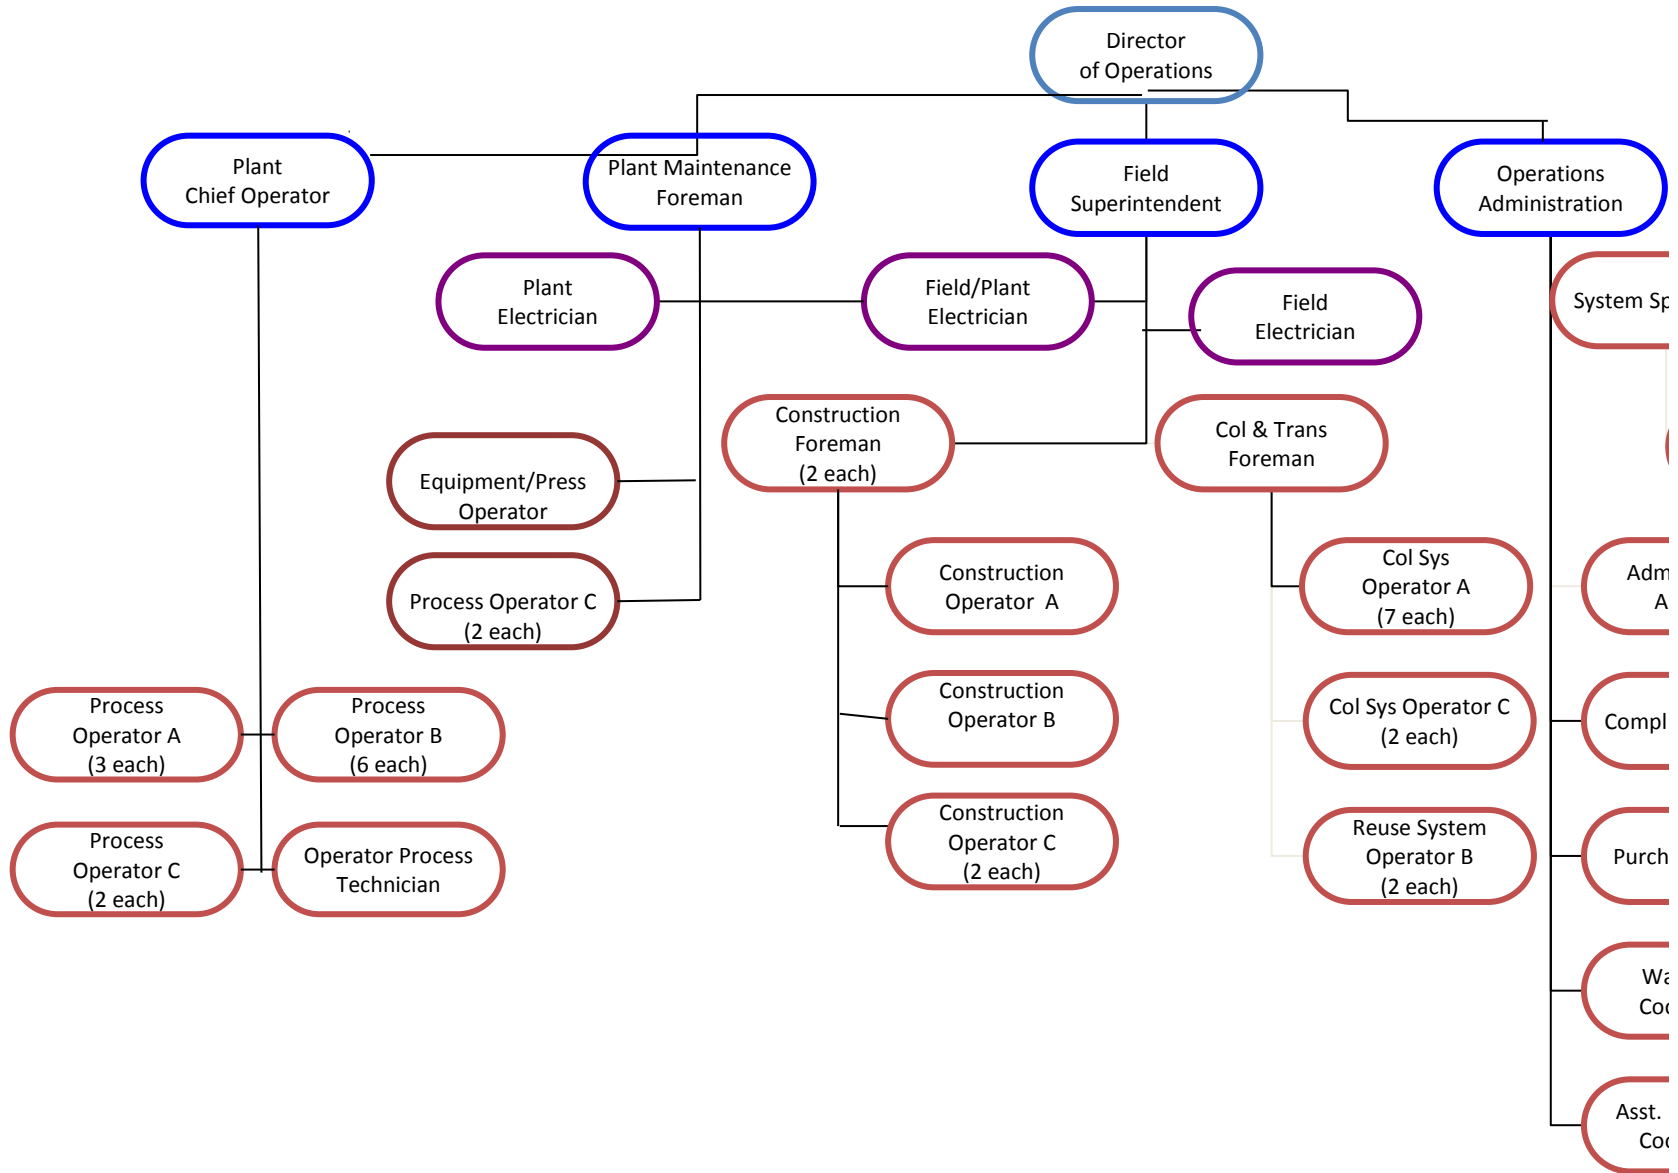 Director
of Operations
Plant
Chief Operator
Plant Maintenance
Foreman
Field
Superintendent
Operations
Administration
Plant
Electrician
Field/Plant
Electrician
Field
Electrician
System
Construction
Foreman
(2 each)
Col & Trans
Foreman
Equipment/Press
Operator
Process Operator C
(2 each)
Construction
Operator A
Construction
Operator B
Construction
Operator C
(2 each)
Col Sys
Operator A
(7 each)
Col Sys Operator C
(2 each)
Reuse System
Operator B
(2 each)
Process
Operator A
(3 each)
Process
Operator B
(6 each)
Process
Operator C
(2 each)
Operator Process
Technician
Asst.